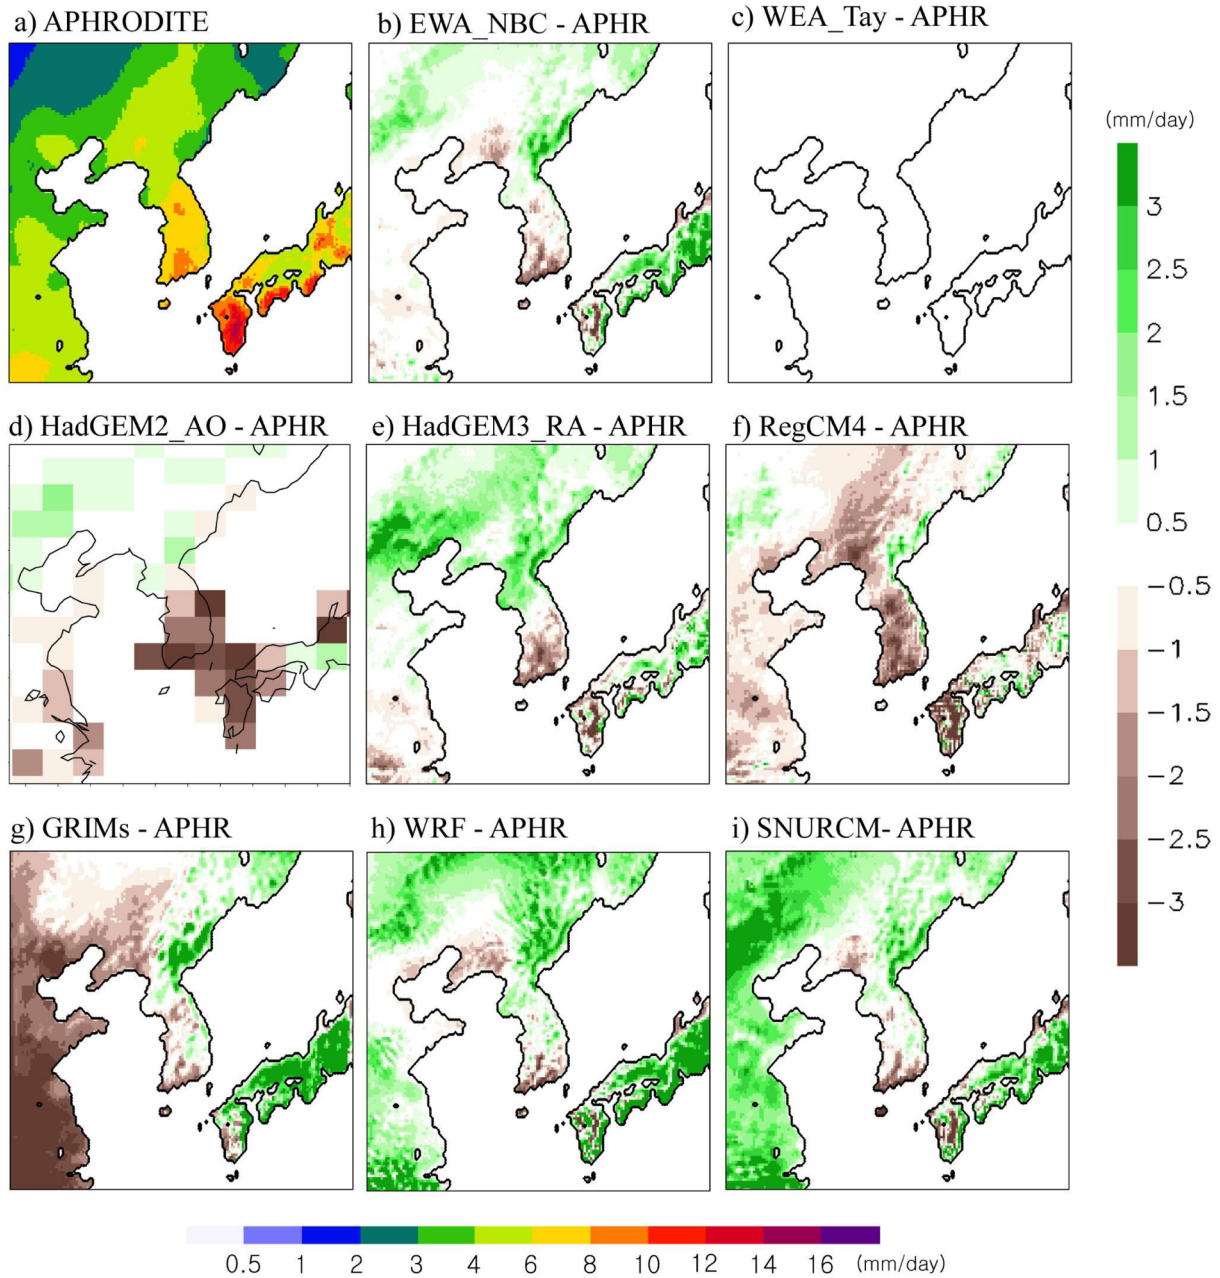 a) APHRODITE
b) EWA_NBC - APHR
c) WEA_Tay - APHR
(mm/day)
3
2.5
2
1.5
1
0.5
−0.5
−1
−1.5
−2
−2.5
−3
d) HadGEM2_AO - APHR
e) HadGEM3_RA - APHR
f) RegCM4 - APHR
g) GRIMs - APHR
h) WRF - APHR
i) SNURCM- APHR
0.5 1 2 3 4 6 8 10 12 14 16 (mm/day)